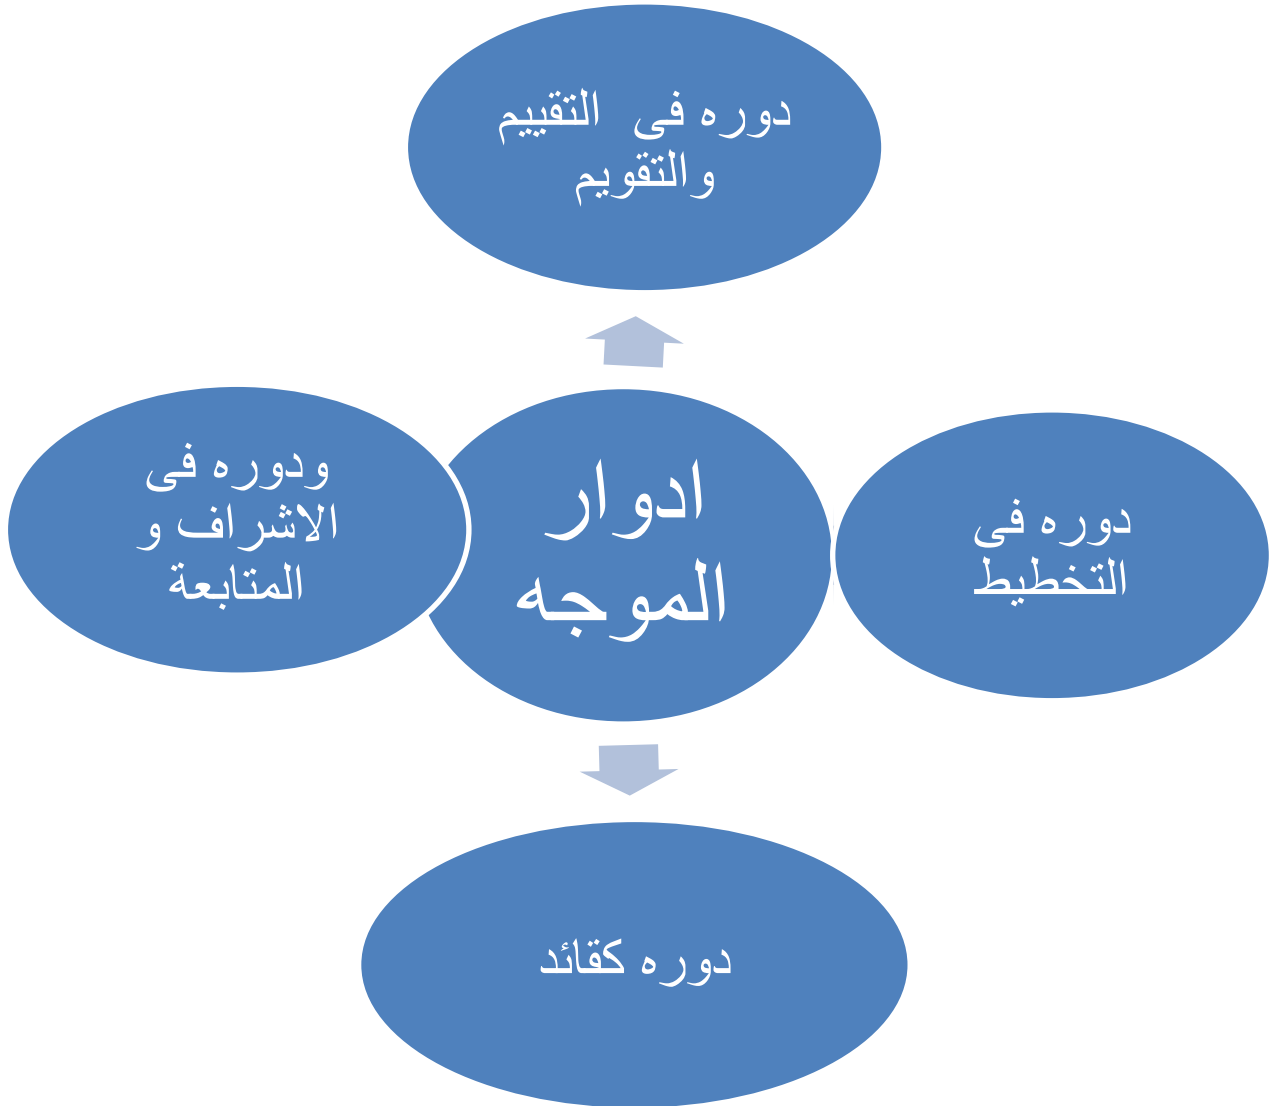 دوره فى التقييم
والتقويم
ادوار
الموجه
دوره فى
التخطيط
ودوره فى
الاشراف و
المتابعة
دوره كقائد